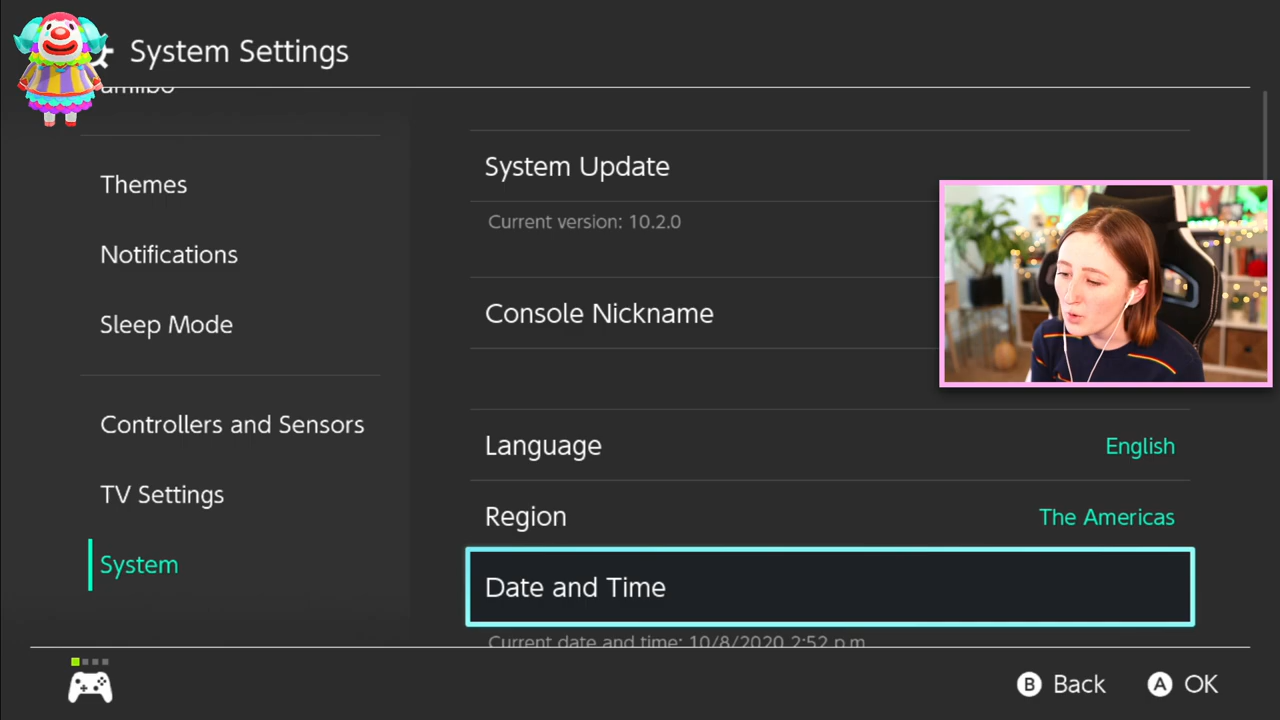 System Settings
amiibo
Themes
Notifications
Sleep Mode
Controllers and Sensors
TV Settings
System
System Update
Current version: 10.2.0
Console Nickname
Language English
Region The Americas
Date and Time
Current date and time: 10/8/2020 2:52 p.m.
B Back A OK